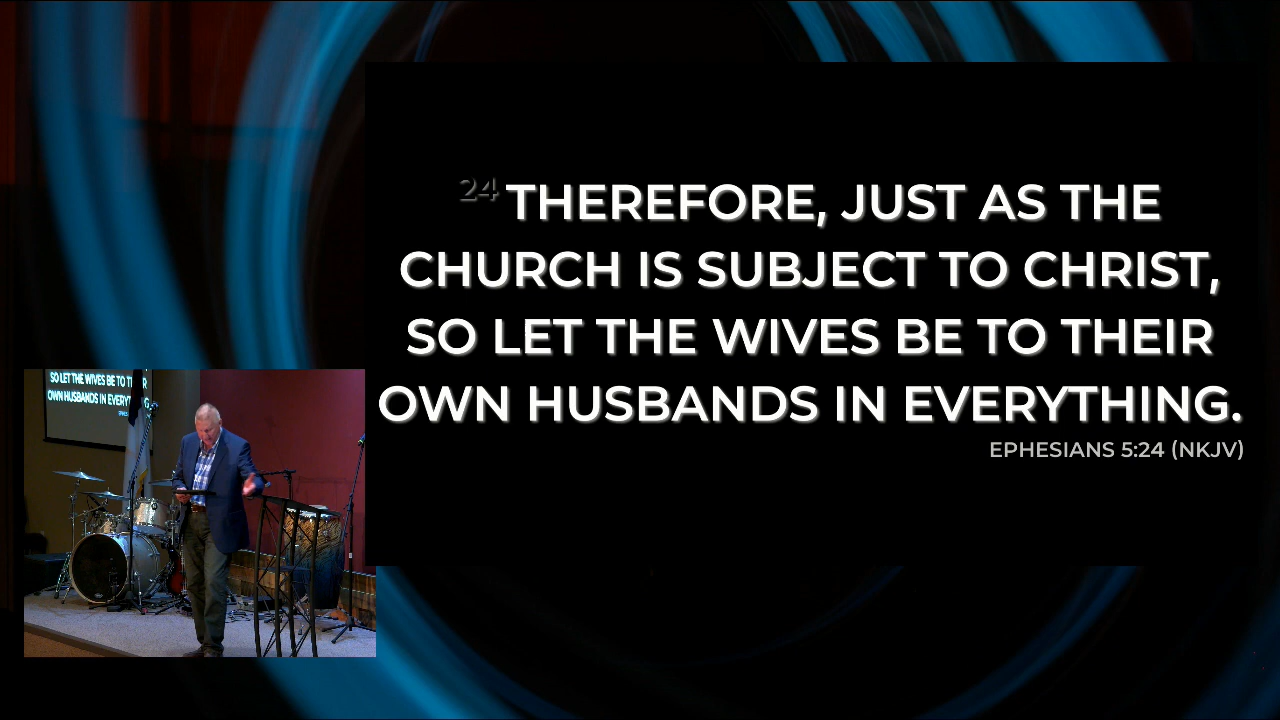 24 THEREFORE, JUST AS THE
CHURCH IS SUBJECT TO CHRIST,
SO LET THE WIVES BE TO THEIR
OWN HUSBANDS IN EVERYTHING.
EPHESIANS 5:24 (NKJV)
SO LET THE WIVES BE TO THEIR
OWN HUSBANDS IN EVERYTHING.